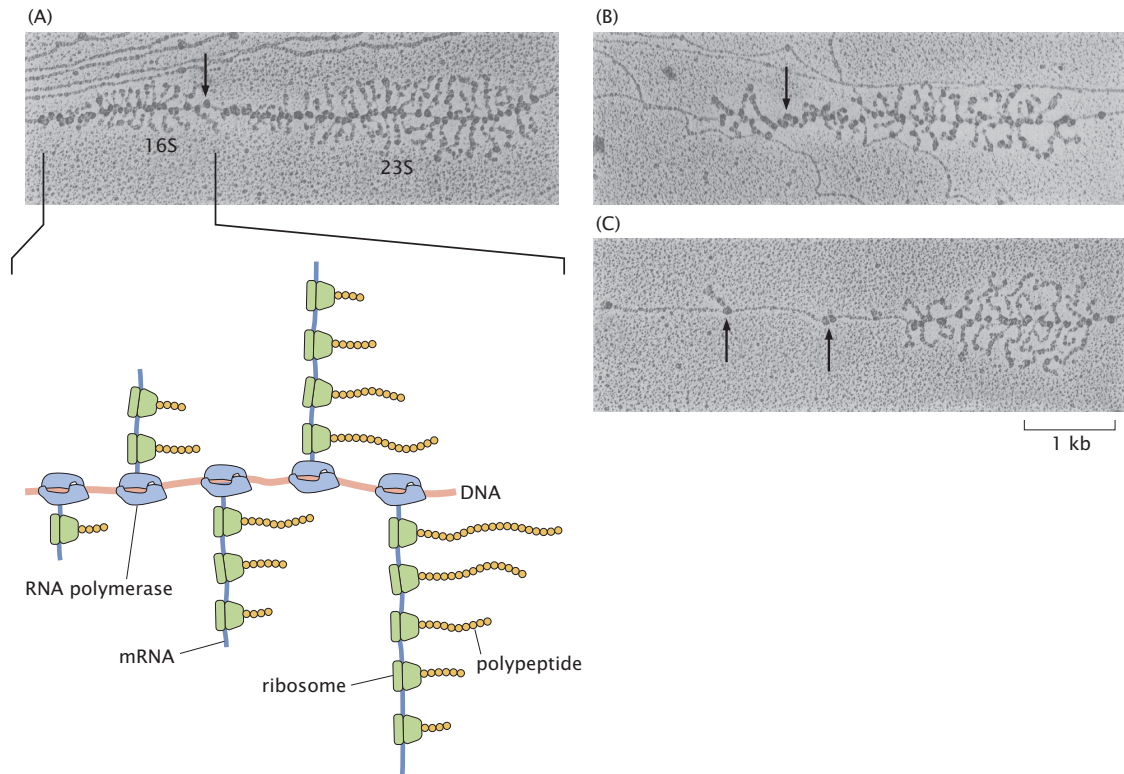 (A)
16S
23S
DNA
RNA polymerase
mRNA
ribosome
polypeptide
(B)
(C)
1 kb